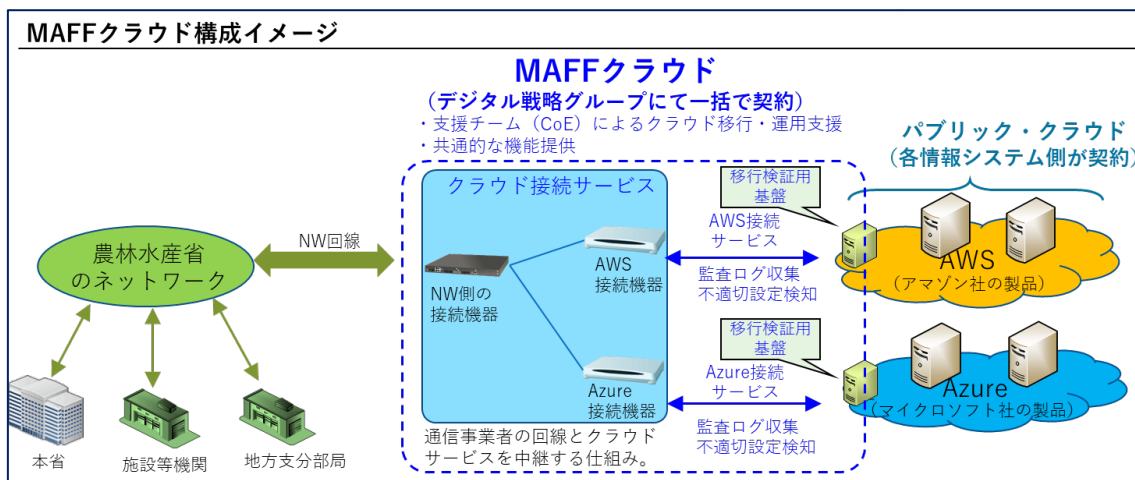 MAFFクラウド構成イメージ
MAFFクラウド
（デジタル戦略グループにて一括で契約）
・支援チーム（CoE）によるクラウド移行・運用支援
・共通的な機能提供
パブリック・クラウド
（各情報システム側が契約）
クラウド接続サービス
移行検証用
基盤
AWS接続
サービス
NW回線
農林水産省
のネットワーク
NW側の
接続機器
AWS
接続機器
監査ログ収集
不適切設定検知
AWS
（アマゾン社の製品）
移行検証用
基盤
Azure接続
サービス
Azure
接続機器
監査ログ収集
不適切設定検知
Azure
（マイクロソフト社の製品）
通信事業者の回線とクラウド
サービスを中継する仕組み。
本省
施設等機関
地方支分部局